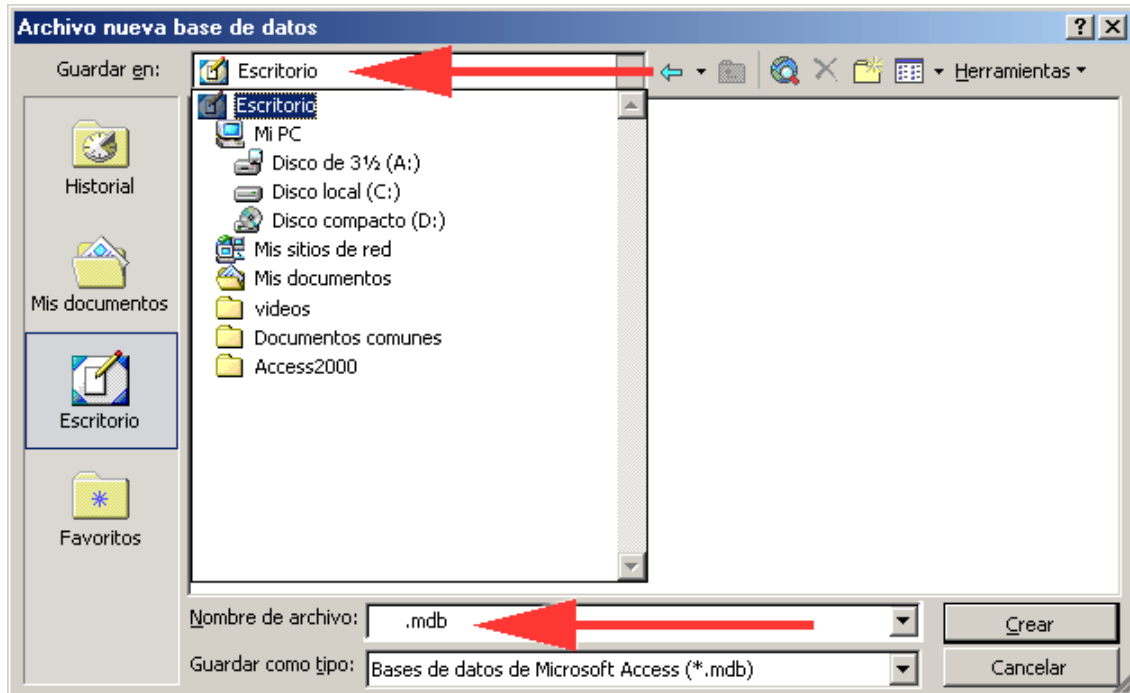 Archivo nueva base de datos
Guardar en:
Escritorio
Herramientas
Escritorio
Mi PC
Disco de 3½ (A:)
Disco local (C:)
Disco compacto (D:)
Mis sitios de red
Mis documentos
videos
Documentos comunes
Access2000
Historial
Mis documentos
Escritorio
Favoritos
Nombre de archivo:
.mdb
Crear
Guardar como tipo:
Bases de datos de Microsoft Access (*.mdb)
Cancelar